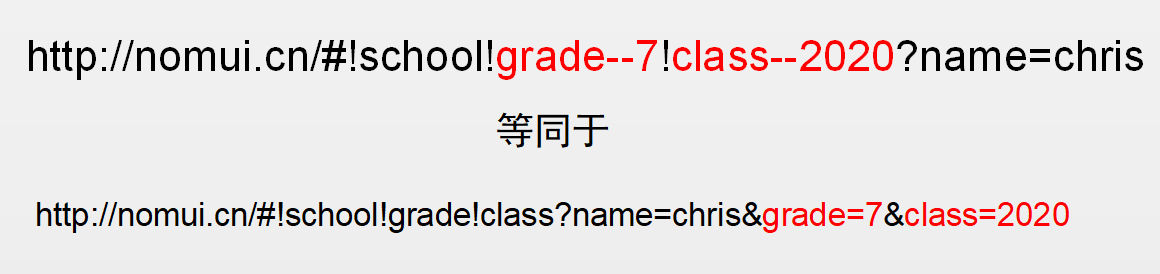 http://nomui.cn/#!school!grade--7!class--2020?name=chris
等同于
http://nomui.cn/#!school!grade!class?name=chris&grade=7&class=2020